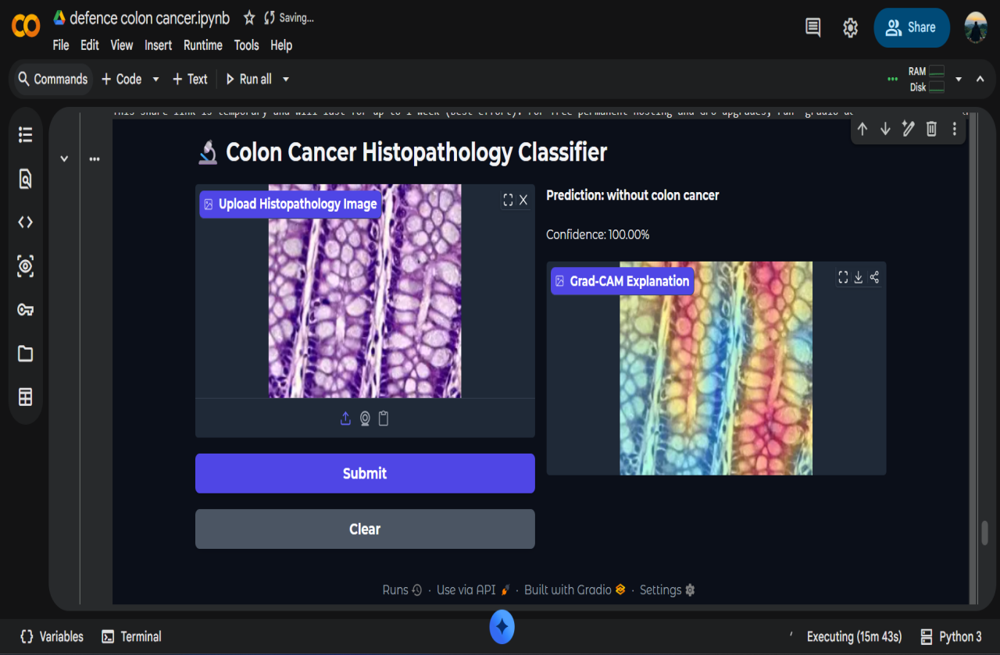 defence colon cancer.ipynb
Saving...
File Edit View Insert Runtime Tools Help
Share
Commands + Code + Text Run all
RAM
Disk
This share link is temporary and will last for up to 1 week (best effort). For free permanent hosting and GPU upgrades, run
Colon Cancer Histopathology Classifier
Upload Histopathology Image
Prediction: without colon cancer
Confidence: 100.00%
Grad-CAM Explanation
Submit
Clear
Runs · Use via API · Built with Gradio · Settings
{} Variables Terminal
Executing (15m 43s) Python 3